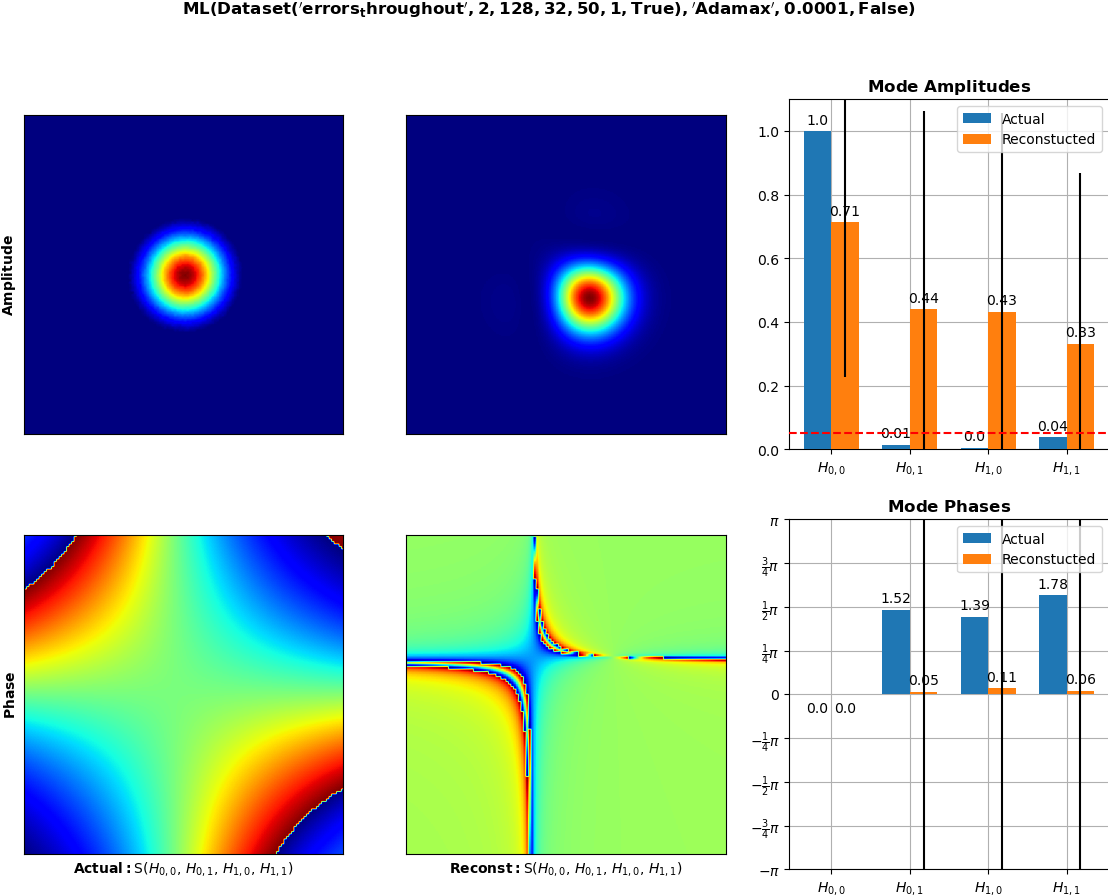 ML(Dataset('errors_throughout', 2, 128, 32, 50, 1, True), 'Adamax', 0.0001, False)
Amplitude
Mode Amplitudes
Actual
Reconstucted
1.0
0.8
0.6
0.4
0.2
0.0
1.0
0.71
0.01
0.44
0.0
0.43
0.04
0.33
H0,0
H0,1
H1,0
H1,1
Phase
Actual: S(H0,0, H0,1, H1,0, H1,1)
Reconst: S(H0,0, H0,1, H1,0, H1,1)
Mode Phases
Actual
Reconstucted
π
3/4π
1/2π
1/4π
0
−1/4π
−1/2π
−3/4π
−π
0.0
0.0
1.52
0.05
1.39
0.11
1.78
0.06
H0,0
H0,1
H1,0
H1,1